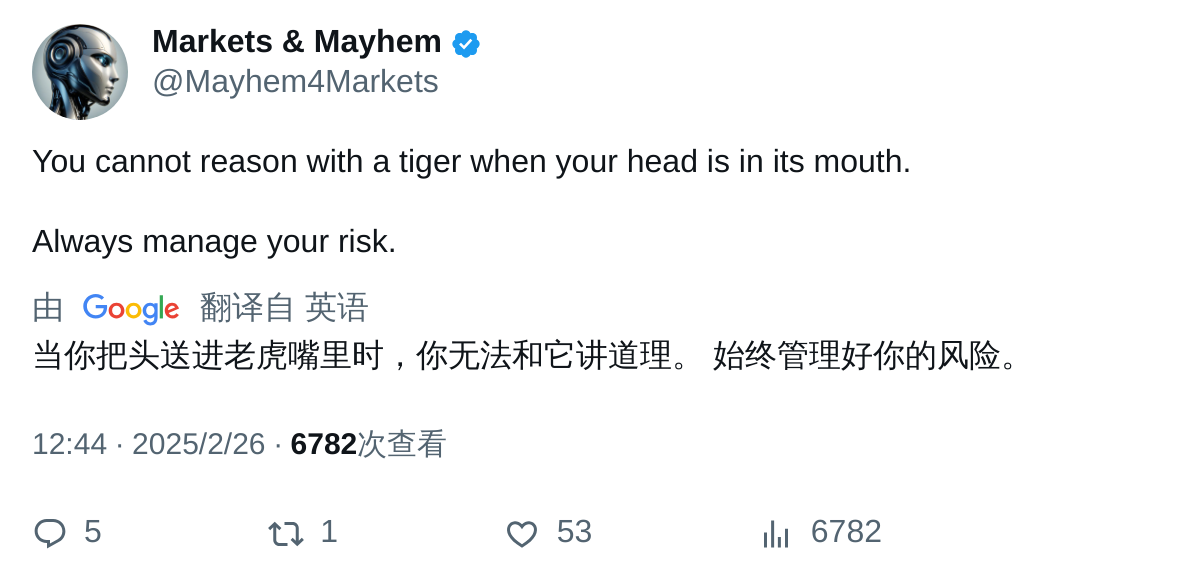 Markets & Mayhem
@Mayhem4Markets
You cannot reason with a tiger when your head is in its mouth.
Always manage your risk.
由 Google 翻译自 英语
当你把头送进老虎嘴里时，你无法和它讲道理。 始终管理好你的风险。
12:44 · 2025/2/26 · 6782次查看
5 1 53 6782